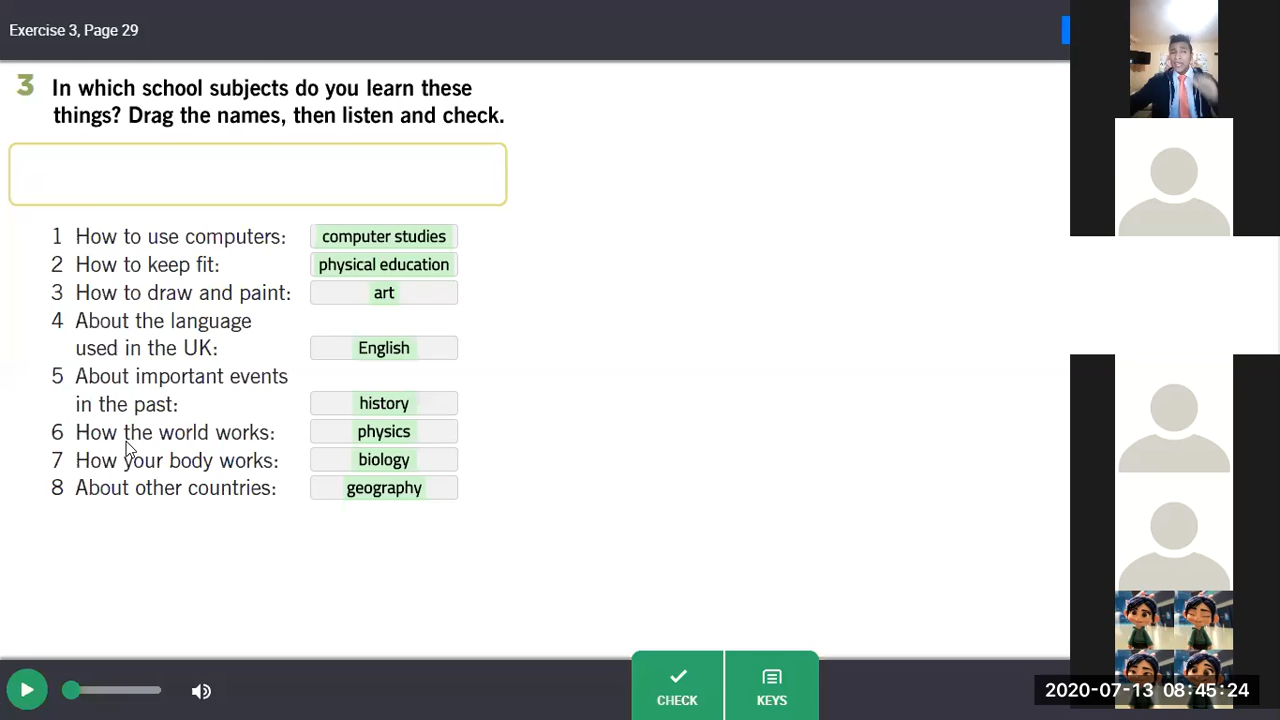 Exercise 3, Page 29
3 In which school subjects do you learn these
things? Drag the names, then listen and check.
1 How to use computers: computer studies
2 How to keep fit: physical education
3 How to draw and paint: art
4 About the language
used in the UK: English
5 About important events
in the past: history
6 How the world works: physics
7 How your body works: biology
8 About other countries: geography
CHECK
KEYS
2020-07-13 08:45:24